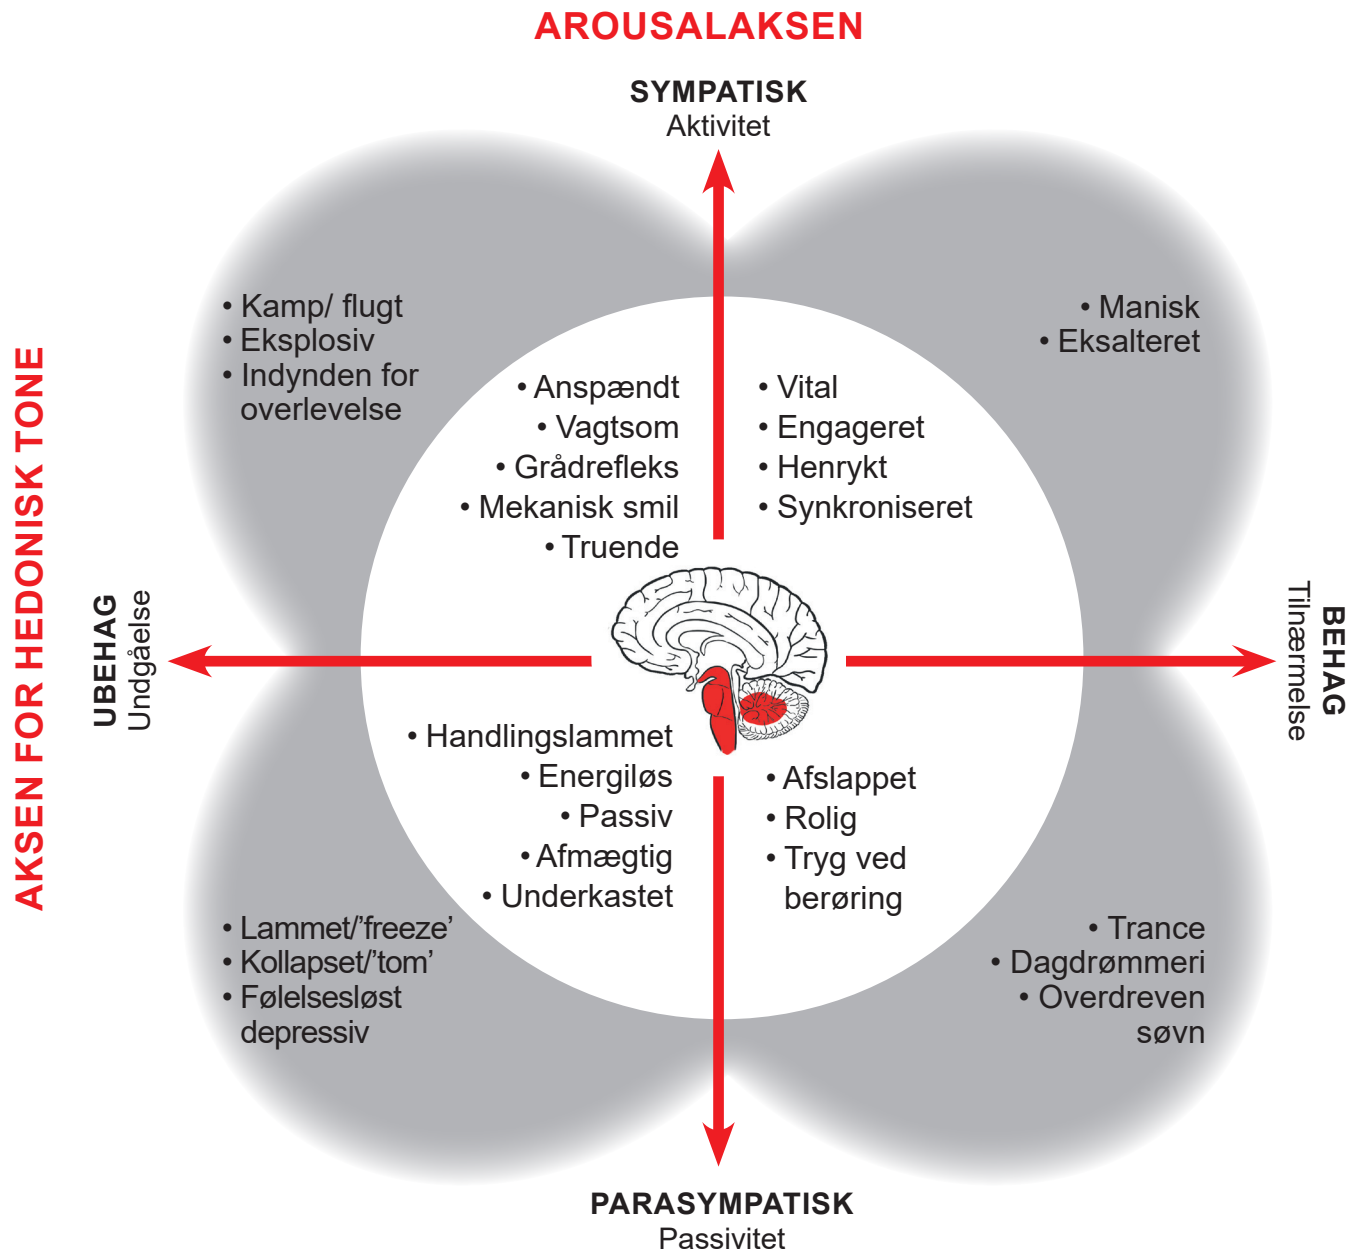 AROUSALAKSEN
SYMPATISK
Aktivitet
AKSEN FOR HEDONISK TONE
• Kamp/ flugt
• Eksplosiv
• Indynden for
overlevelse
• Manisk
• Eksalteret
• Anspændt
• Vagtsom
• Grådrefleks
• Mekanisk smil
• Truende
• Vital
• Engageret
• Henrykt
• Synkroniseret
UBEHAG
Undgåelse
BEHAG
Tilnærmelse
• Handlingslammet
• Energiløs
• Passiv
• Afmægtig
• Underkastet
• Afslappet
• Rolig
• Tryg ved
berøring
• Lammet/’freeze’
• Kollapset/’tom’
• Følelsesløst
depressiv
• Trance
• Dagdrømmeri
• Overdreven
søvn
PARASYMPATISK
Passivitet